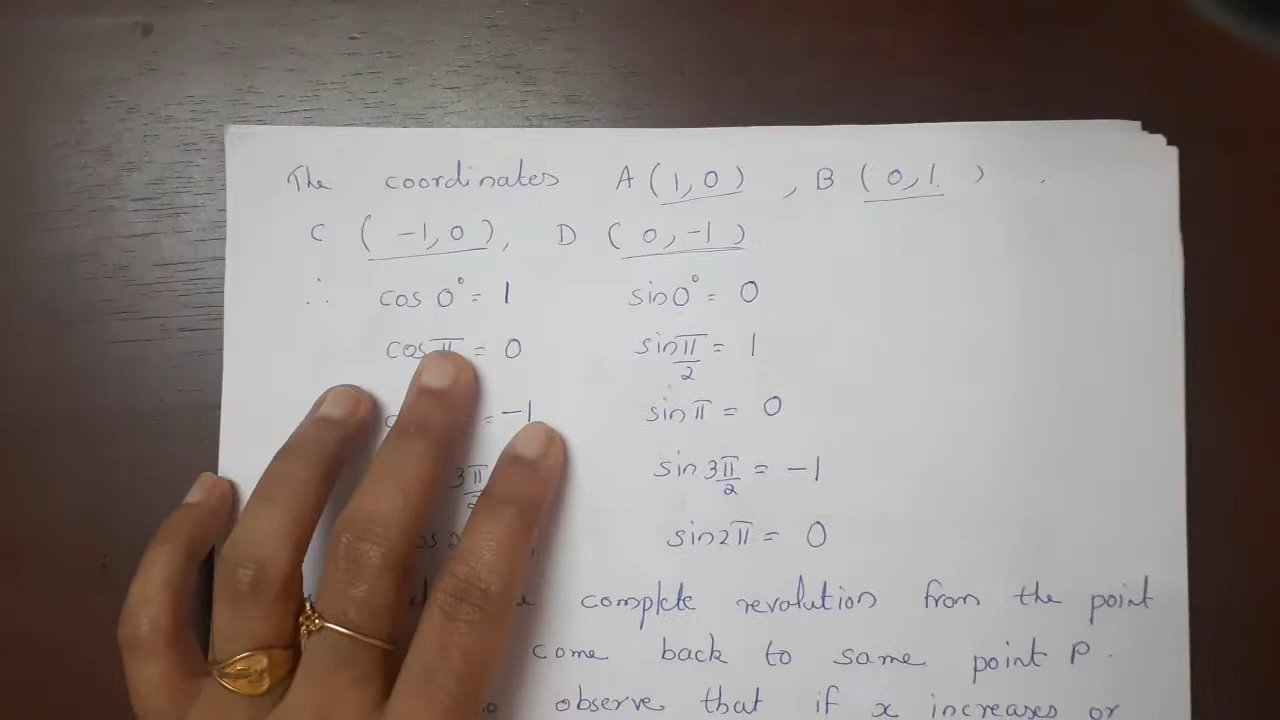 The coordinates A (1,0) , B (0,1)
C (-1,0), D (0,-1)
∴ cos 0° = 1 sin 0° = 0
cos π = 0 sin π/2 = 1
= -1 sin π = 0
3π sin 3π/2 = -1
sin 2π = 0
complete revolution from the point
come back to same point P.
observe that if x increases or